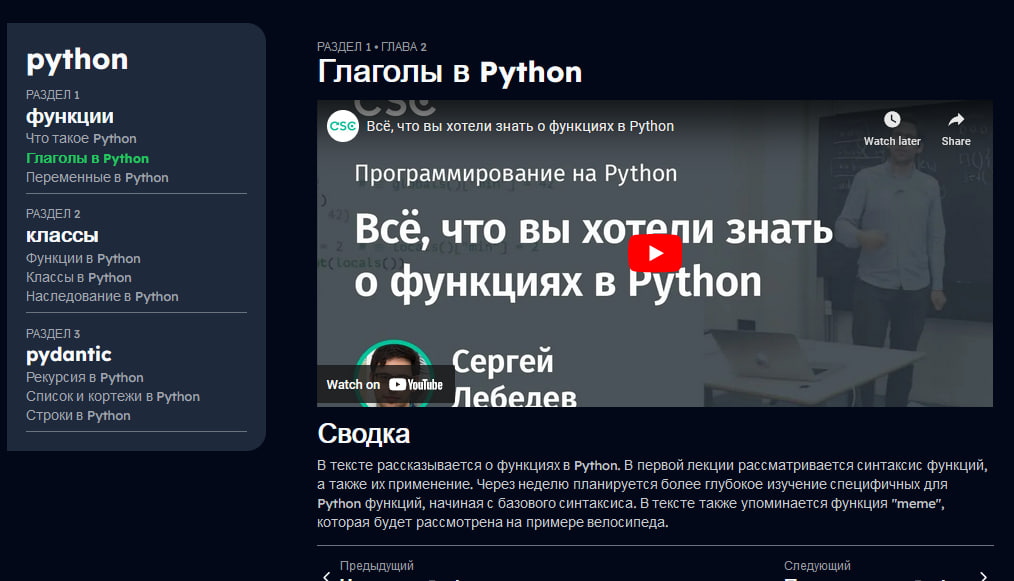 python
РАЗДЕЛ 1
функции
Что такое Python
Глаголы в Python
Переменные в Python
РАЗДЕЛ 2
классы
Функции в Python
Классы в Python
Наследование в Python
РАЗДЕЛ 3
pydantic
Рекурсия в Python
Список и кортежи в Python
Строки в Python
РАЗДЕЛ 1 • ГЛАВА 2
Глаголы в Python
CSC
CSC Всё, что вы хотели знать о функциях в Python
Watch later Share
Программирование на Python
Всё, что вы хотели знать
о функциях в Python
Сергей
Лебедев
Watch on YouTube
Сводка
В тексте рассказывается о функциях в Python. В первой лекции рассматривается синтаксис функций,
а также их применение. Через неделю планируется более глубокое изучение специфичных для
Python функций, начиная с базового синтаксиса. В тексте также упоминается функция "meme",
которая будет рассмотрена на примере велосипеда.
Предыдущий Следующий